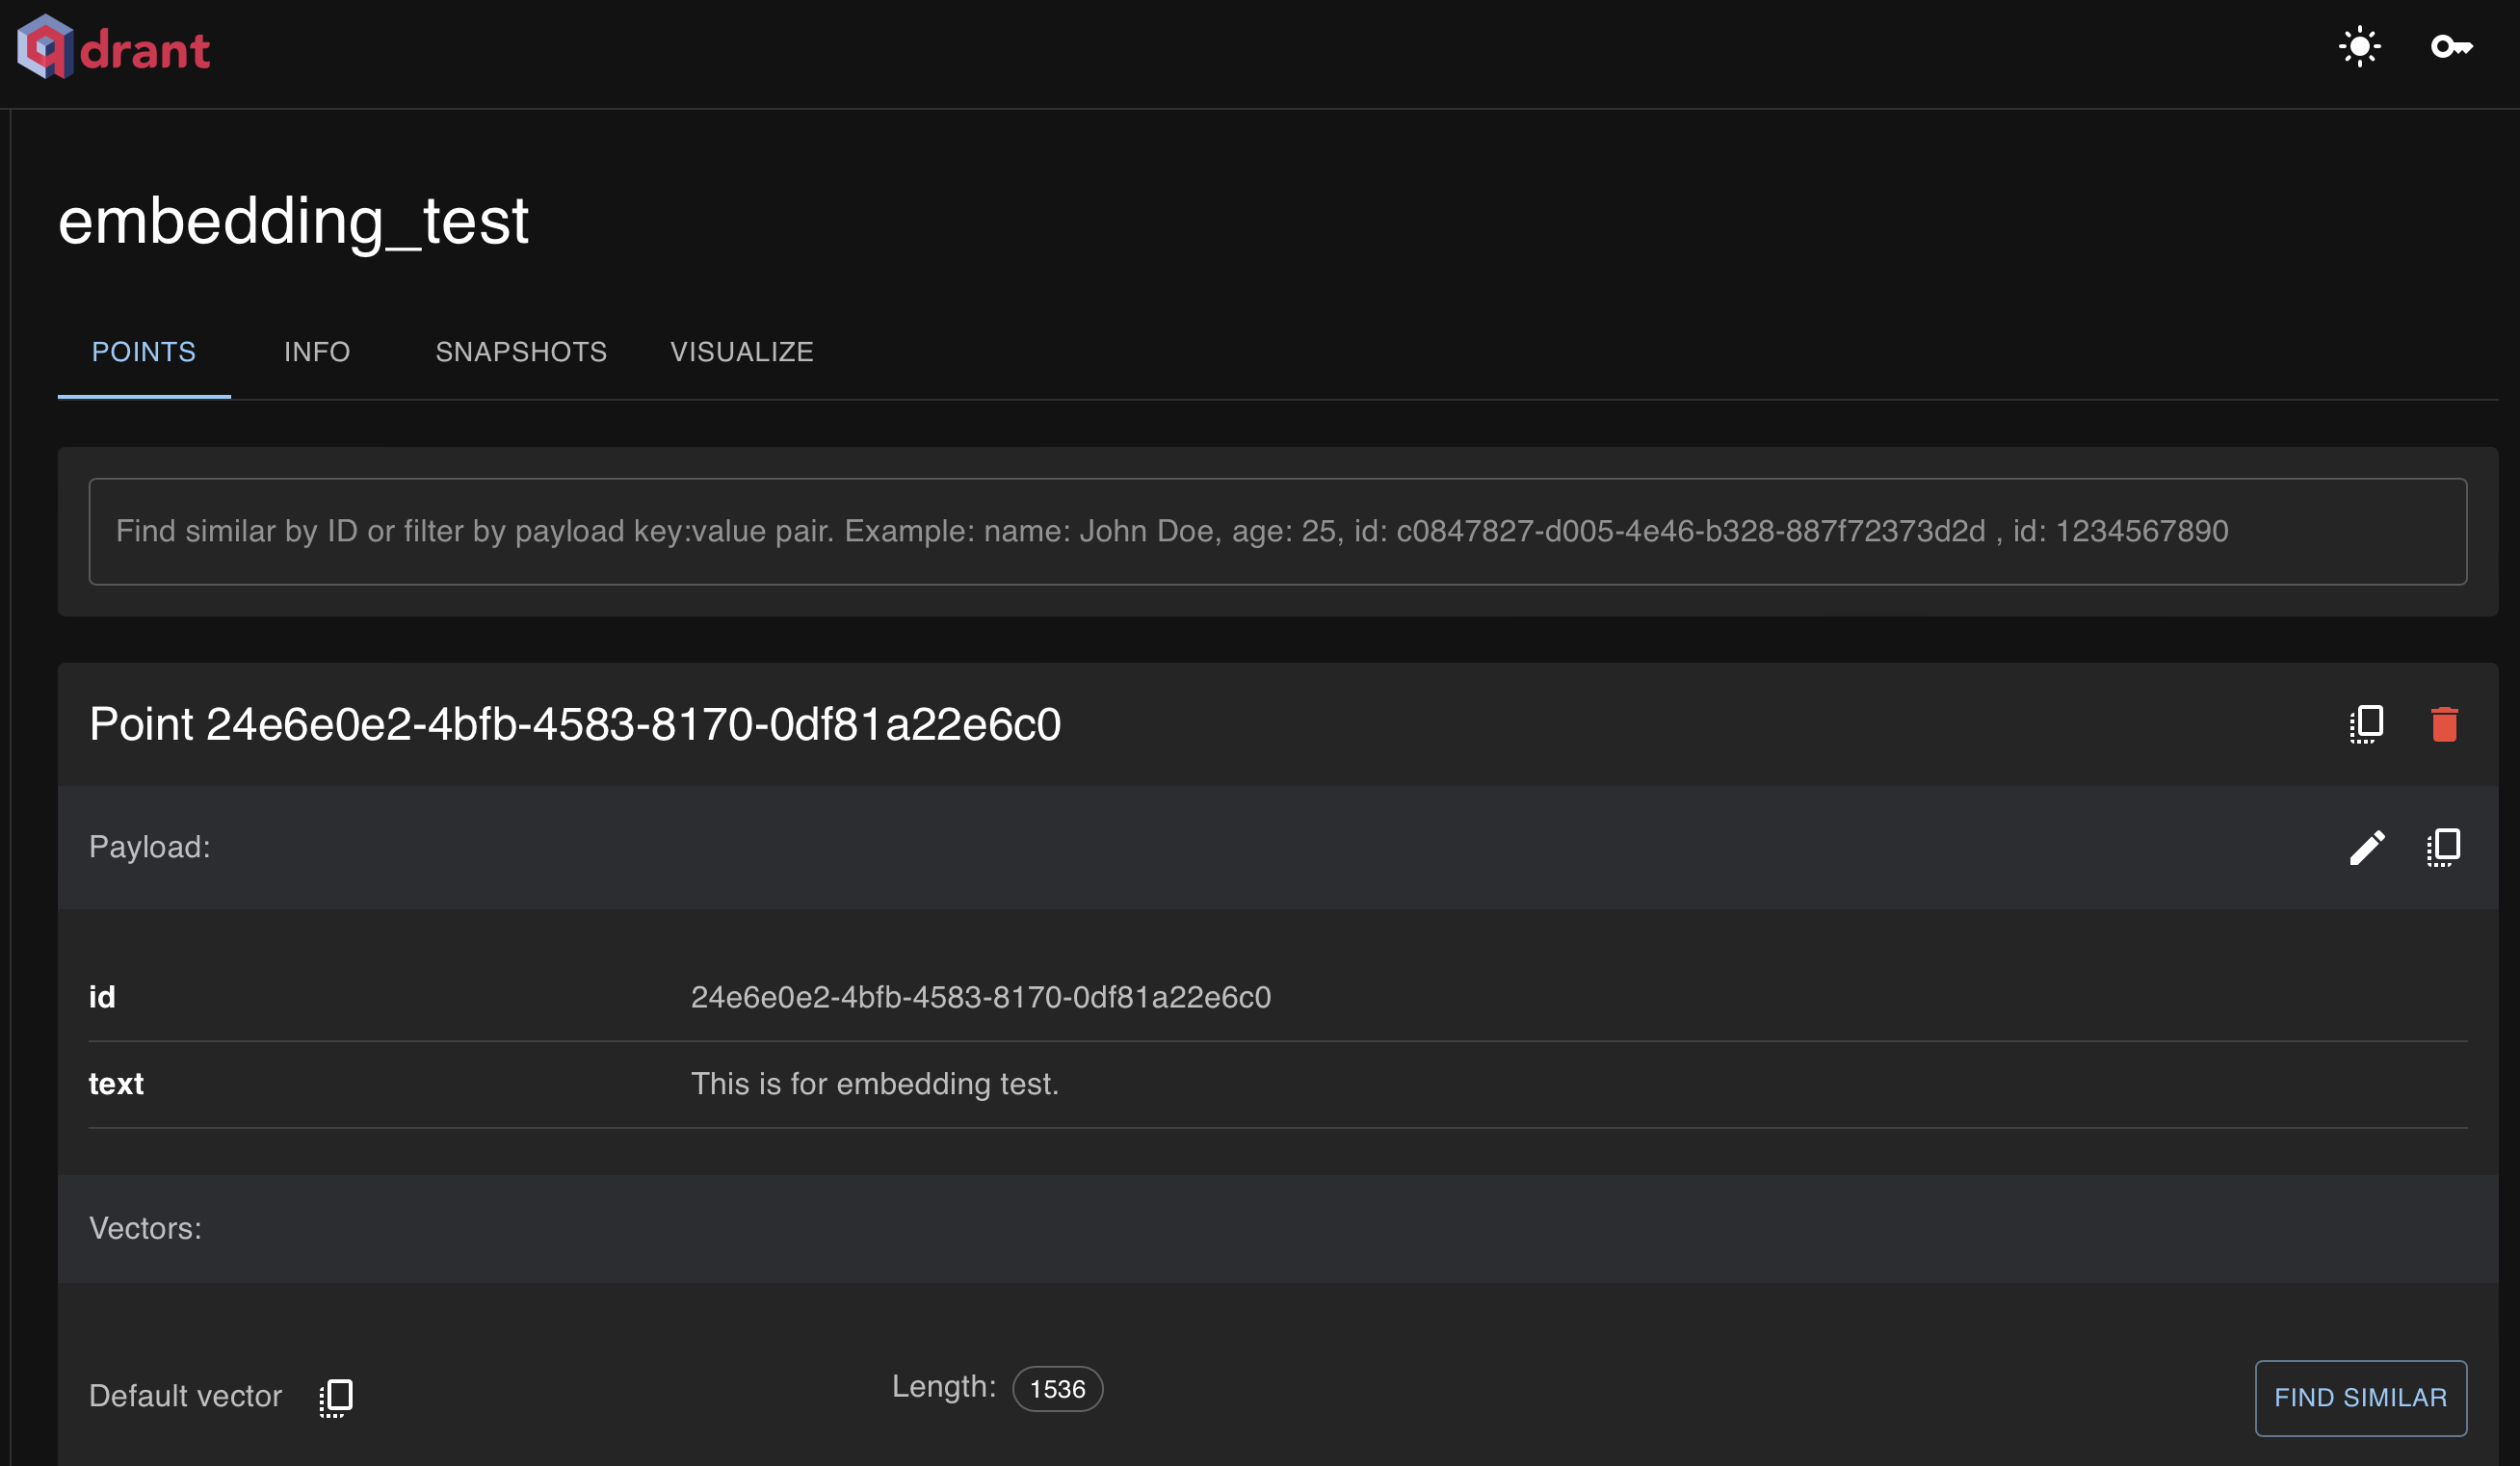 qdrant
embedding_test
POINTS INFO SNAPSHOTS VISUALIZE
Find similar by ID or filter by payload key:value pair. Example: name: John Doe, age: 25, id: c0847827-d005-4e46-b328-887f72373d2d , id: 1234567890
Point 24e6e0e2-4bfb-4583-8170-0df81a22e6c0
Payload:
id 24e6e0e2-4bfb-4583-8170-0df81a22e6c0
text This is for embedding test.
Vectors:
Default vector Length: 1536 FIND SIMILAR